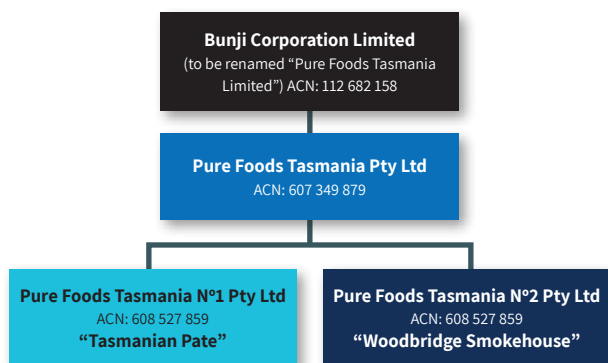 Bunji Corporation Limited
(to be renamed “Pure Foods Tasmania
Limited”) ACN: 112 682 158
Pure Foods Tasmania Pty Ltd
ACN: 607 349 879
Pure Foods Tasmania Nº1 Pty Ltd
ACN: 608 527 859
“Tasmanian Pate”
Pure Foods Tasmania Nº2 Pty Ltd
ACN: 608 527 859
“Woodbridge Smokehouse”